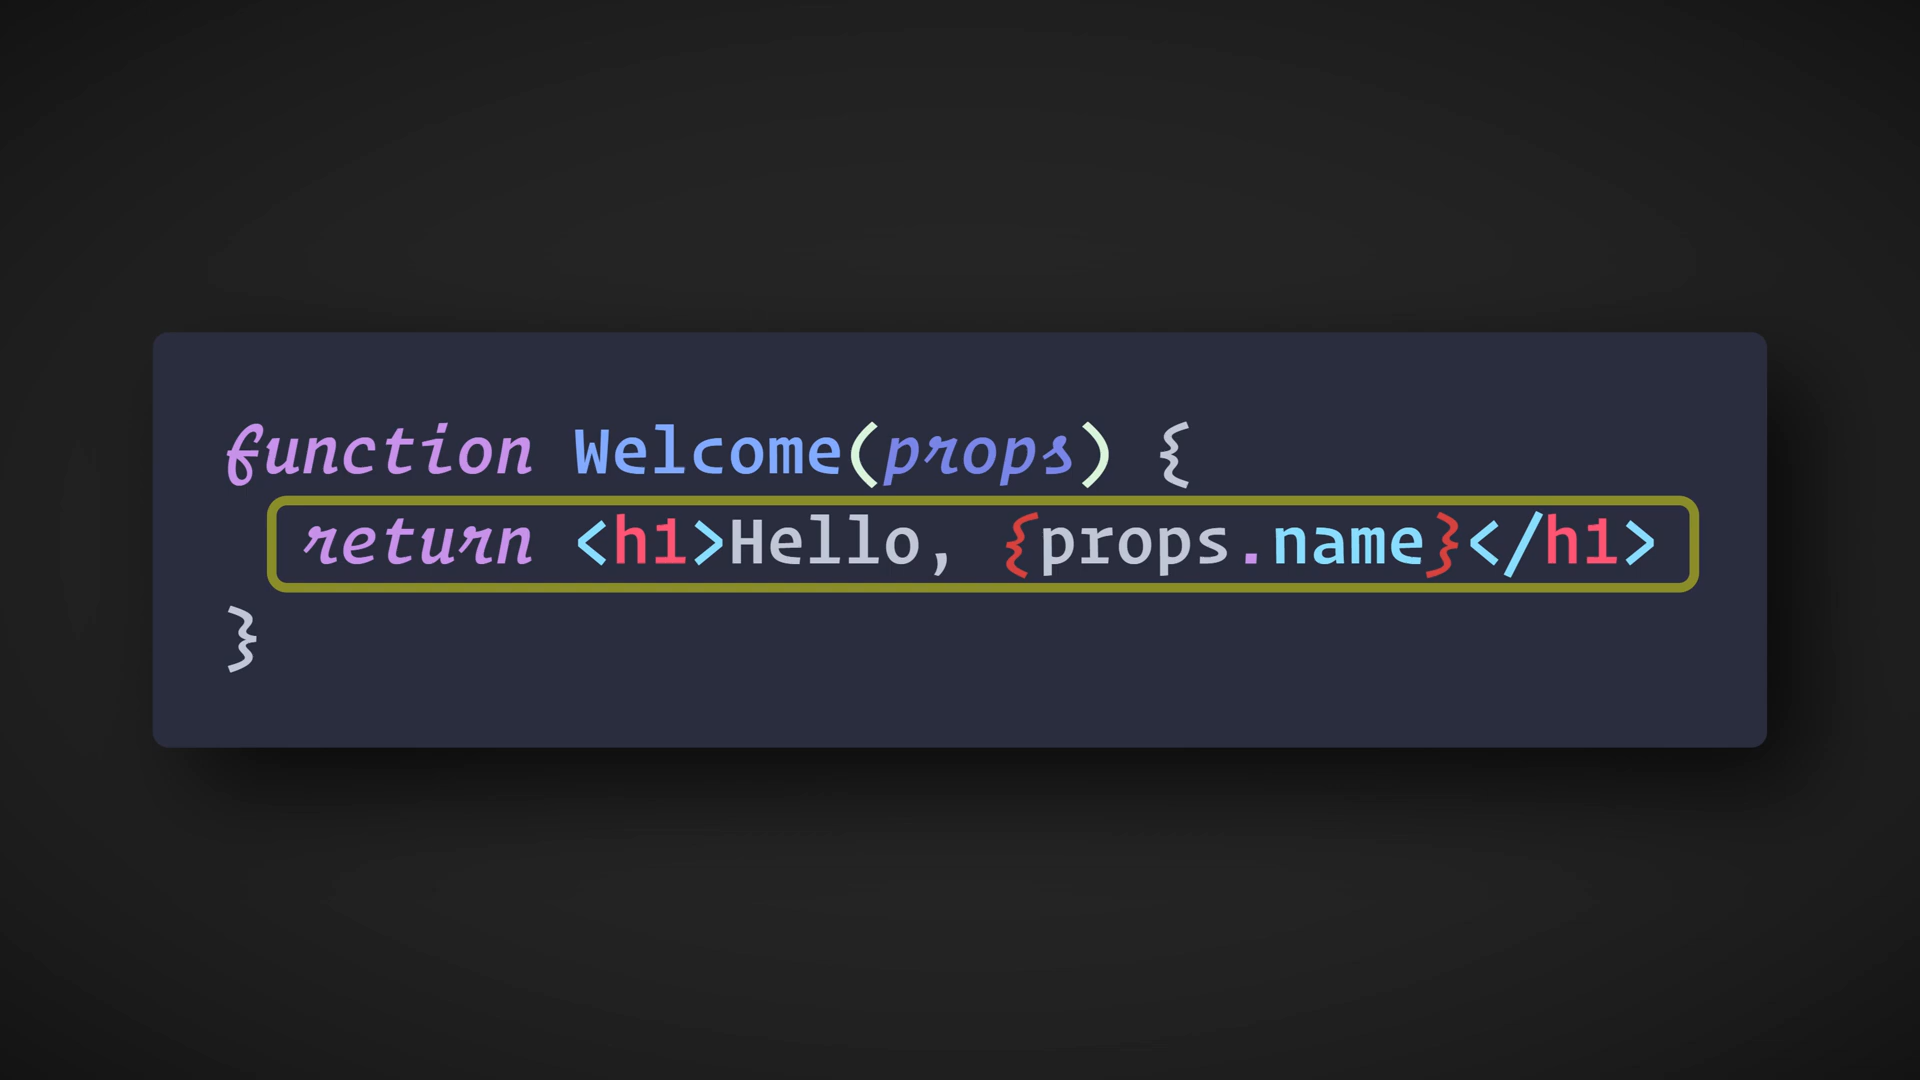 function Welcome(props) {
return <h1>Hello, {props.name}</h1>
}